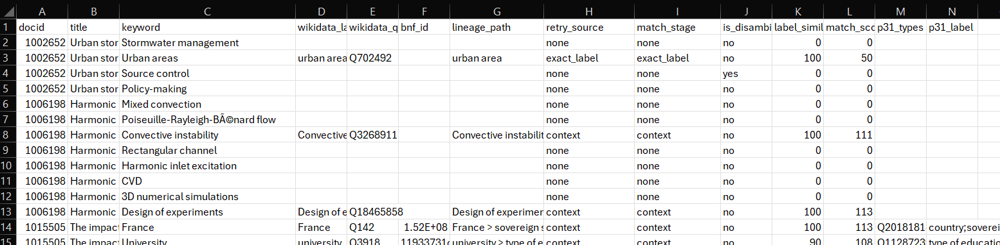 A B C D E F G H I J K L M N
1 docid title keyword wikidata_la wikidata_q bnf_id lineage_path retry_source match_stage is_disambi label_simil match_sco p31_types p31_label
2 1002652 Urban stor Stormwater management none none no 0 0
3 1002652 Urban stor Urban areas urban area Q702492 urban area exact_label exact_label no 100 50
4 1002652 Urban stor Source control none none yes 0 0
5 1002652 Urban stor Policy-making none none no 0 0
6 1006198 Harmonic Mixed convection none none no 0 0
7 1006198 Harmonic Poiseuille-Rayleigh-BÃ©nard flow none none no 0 0
8 1006198 Harmonic Convective instability Convective Q3268911 Convective instabilit context context no 100 111
9 1006198 Harmonic Rectangular channel none none no 0 0
10 1006198 Harmonic Harmonic inlet excitation none none no 0 0
11 1006198 Harmonic CVD none none no 0 0
12 1006198 Harmonic 3D numerical simulations none none no 0 0
13 1006198 Harmonic Design of experiments Design of e Q18465858 Design of experimer context context no 100 113
14 1015505 The impact France France Q142 1.52E+08 France > sovereign s context context no 100 113 Q2018181 country;soverei
15 1015505 The impact University university Q3918 11933731 university > type of e context context no 90 108 Q1128723 type of educatio